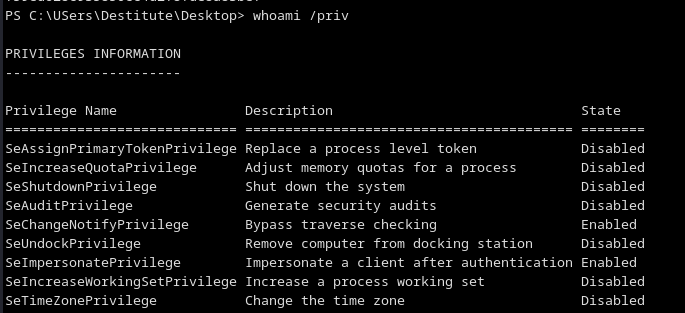 PS C:\USers\Destitute\Desktop> whoami /priv
PRIVILEGES INFORMATION
----------------------
Privilege Name                Description                               State
============================= ========================================= ========
SeAssignPrimaryTokenPrivilege Replace a process level token             Disabled
SeIncreaseQuotaPrivilege      Adjust memory quotas for a process        Disabled
SeShutdownPrivilege           Shut down the system                      Disabled
SeAuditPrivilege              Generate security audits                  Disabled
SeChangeNotifyPrivilege       Bypass traverse checking                  Enabled
SeUndockPrivilege             Remove computer from docking station      Disabled
SeImpersonatePrivilege        Impersonate a client after authentication Enabled
SeIncreaseWorkingSetPrivilege Increase a process working set            Disabled
SeTimeZonePrivilege           Change the time zone                      Disabled